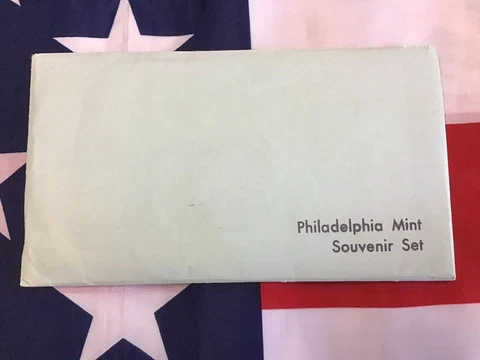 Philadelphia Mint
Souvenir Set